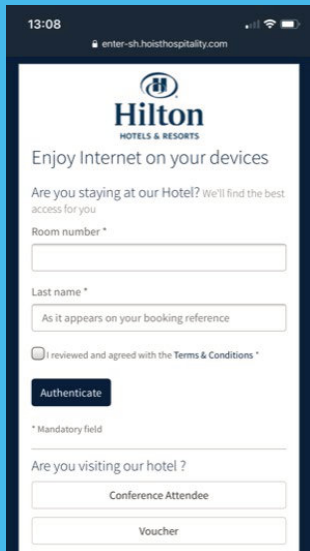 13:08
enter-sh.hoisthospitality.com
H
Hilton
HOTELS & RESORTS
Enjoy Internet on your devices
Are you staying at our Hotel? We'll find the best
access for you
Room number *
Last name *
As it appears on your booking reference
I reviewed and agreed with the Terms & Conditions *
Authenticate
* Mandatory field
Are you visiting our hotel ?
Conference Attendee
Voucher